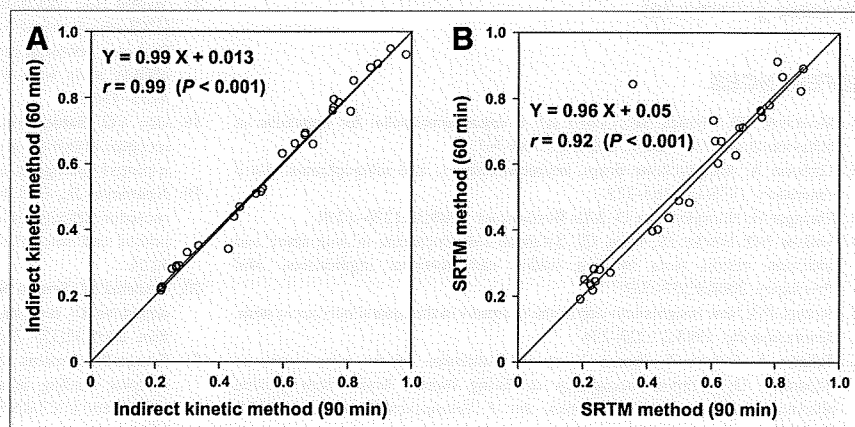 A
Y = 0.99 X + 0.013
r = 0.99 (P < 0.001)
Indirect kinetic method (60 min)
1.0
0.8
0.6
0.4
0.2
0
0 0.2 0.4 0.6 0.8 1.0
Indirect kinetic method (90 min)
B
Y = 0.96 X + 0.05
r = 0.92 (P < 0.001)
SRTM method (60 min)
1.0
0.8
0.6
0.4
0.2
0
0 0.2 0.4 0.6 0.8 1.0
SRTM method (90 min)